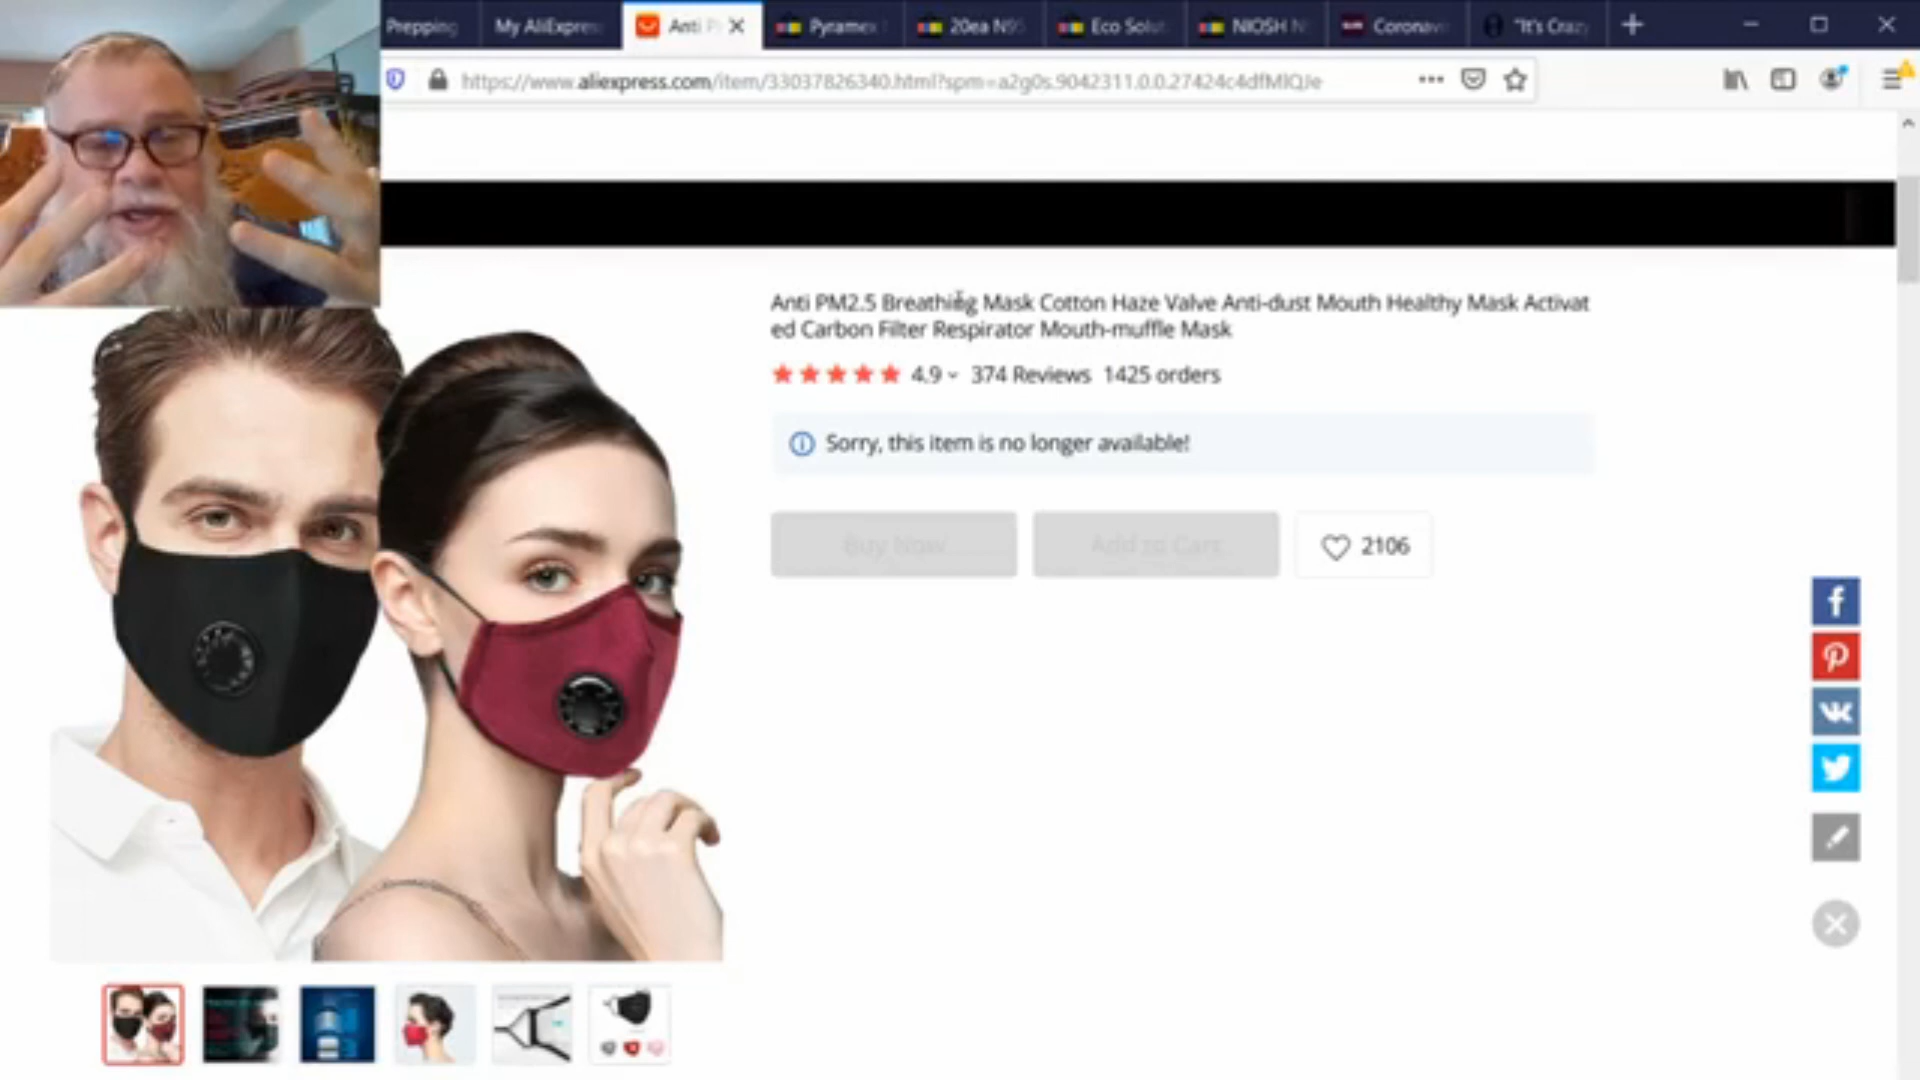 Prepping
My AliExpres
Anti P
Pyramex
20ea N95
Eco Solut
NIOSH N
Coronav
"It's Crazy
https://www.aliexpress.com/item/33037826340.html?spm=a2g0s.9042311.0.0.27424c4dfMIQJe
Anti PM2.5 Breathing Mask Cotton Haze Valve Anti-dust Mouth Healthy Mask Activat
ed Carbon Filter Respirator Mouth-muffle Mask
4.9 374 Reviews 1425 orders
Sorry, this item is no longer available!
Buy Now
Add to Cart
2106